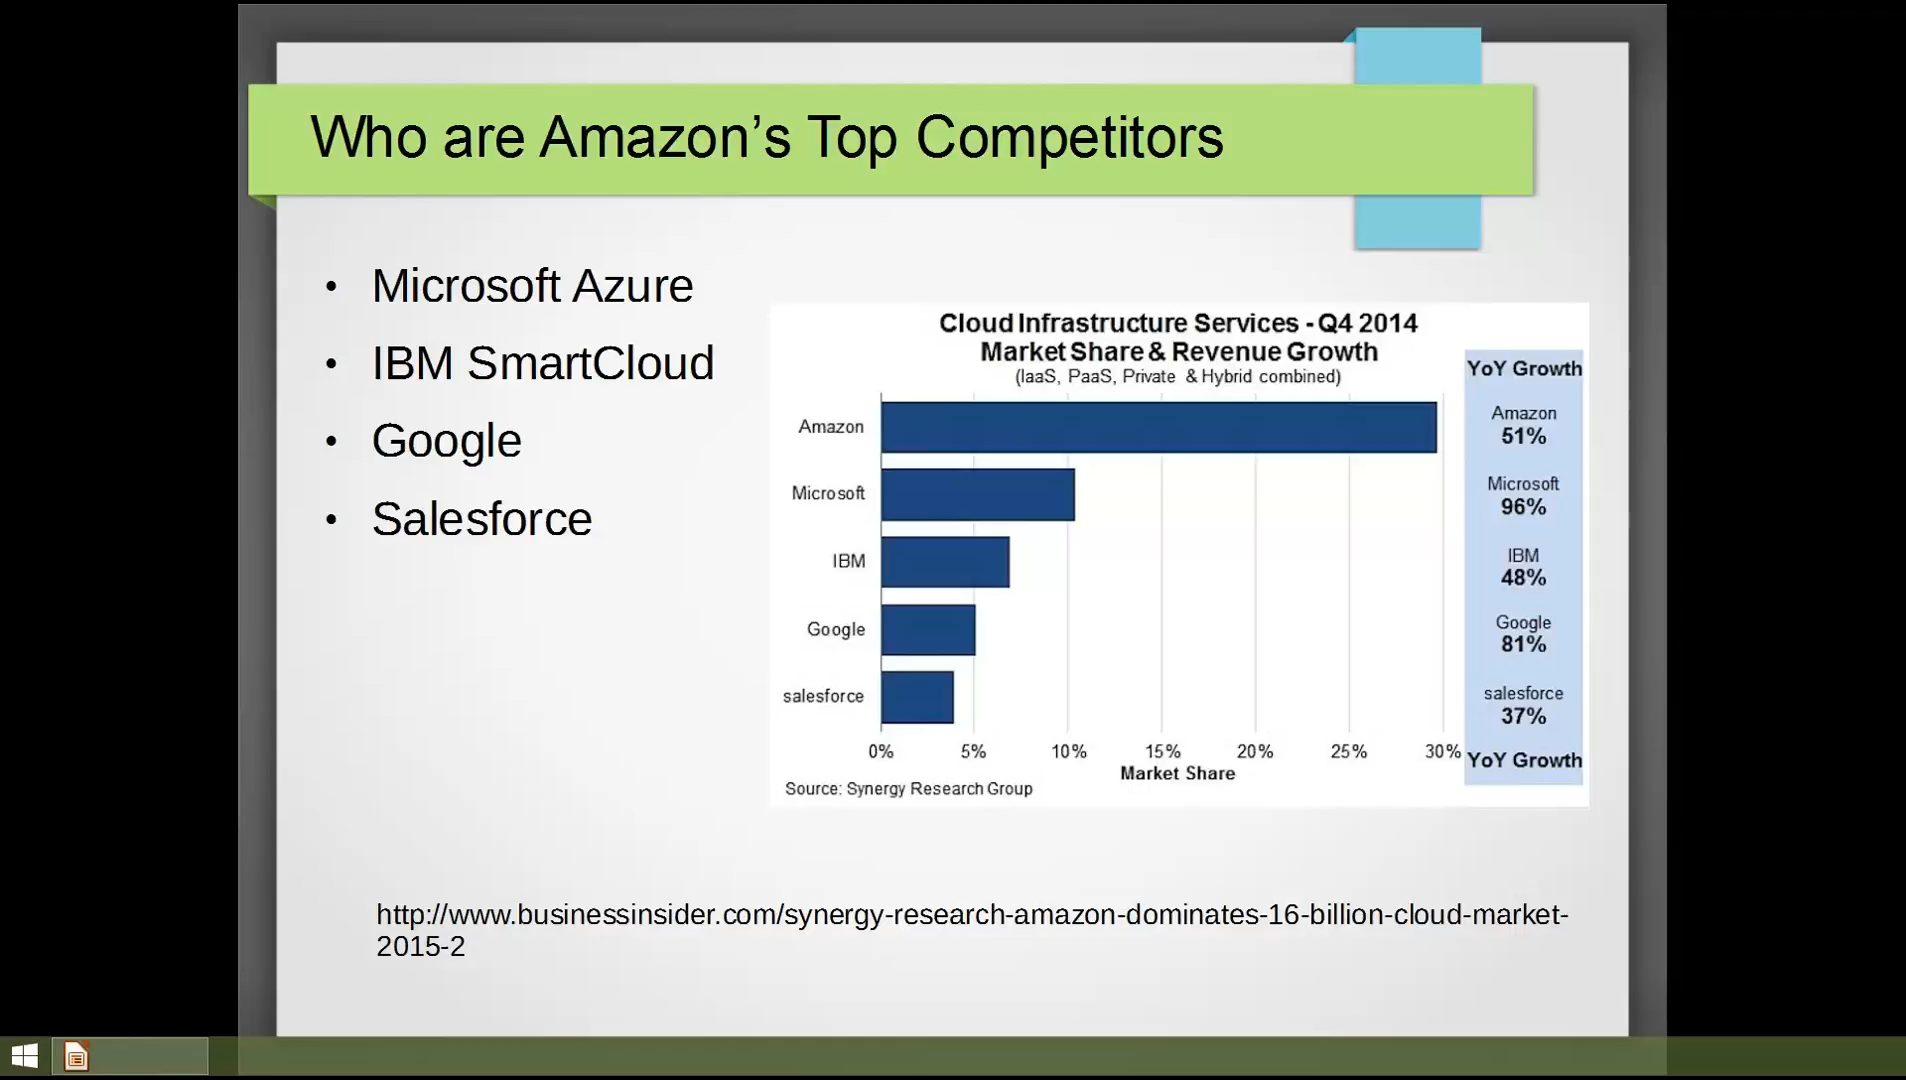 Who are Amazon’s Top Competitors
• Microsoft Azure
• IBM SmartCloud
• Google
• Salesforce
Cloud Infrastructure Services - Q4 2014
Market Share & Revenue Growth
(IaaS, PaaS, Private & Hybrid combined)
Amazon
Microsoft
IBM
Google
salesforce
0% 5% 10% 15% 20% 25% 30%
Market Share
Source: Synergy Research Group
YoY Growth
Amazon
51%
Microsoft
96%
IBM
48%
Google
81%
salesforce
37%
YoY Growth
http://www.businessinsider.com/synergy-research-amazon-dominates-16-billion-cloud-market-
2015-2